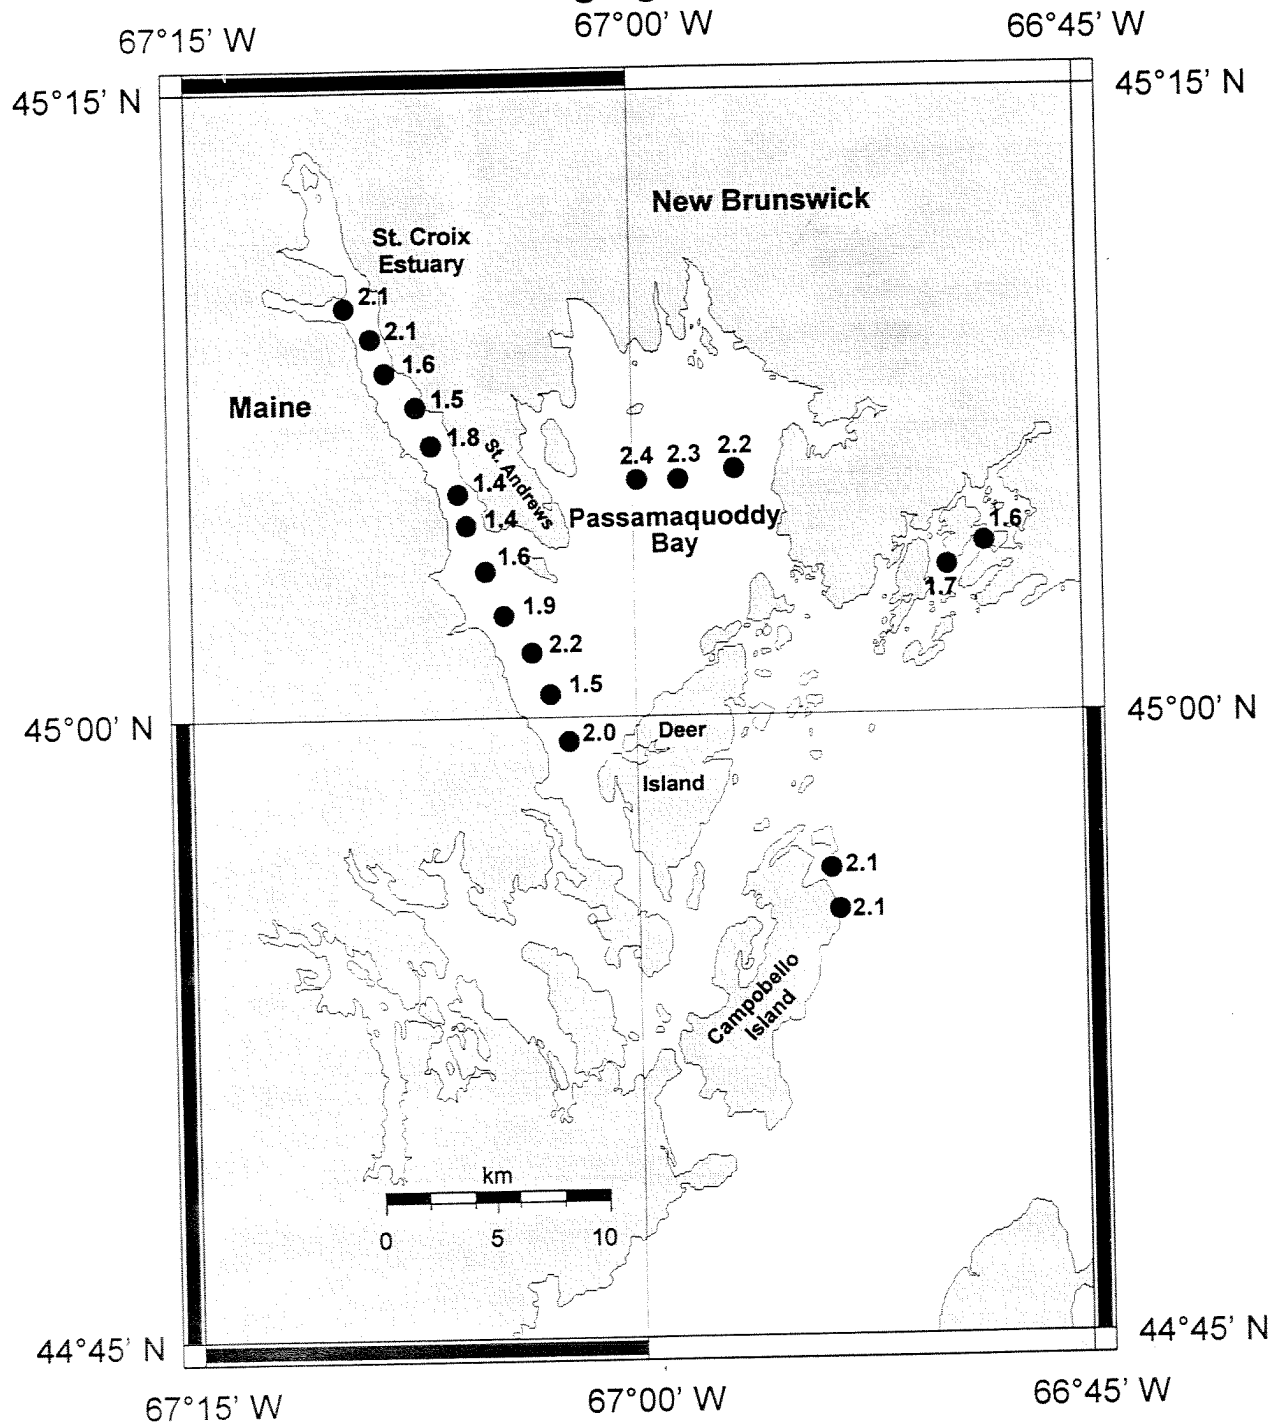 67°15' W
67°00' W
66°45' W
45°15' N
45°15' N
New Brunswick
St. Croix
Estuary
2.1
2.1
1.6
1.5
Maine
1.8
St. Andrews
2.4
2.3
2.2
1.4
1.4
Passamaquoddy
Bay
1.6
1.6
1.7
1.9
2.2
1.5
45°00' N
45°00' N
2.0
Deer
Island
2.1
2.1
Campobello
Island
km
0
5
10
44°45' N
44°45' N
67°15' W
67°00' W
66°45' W